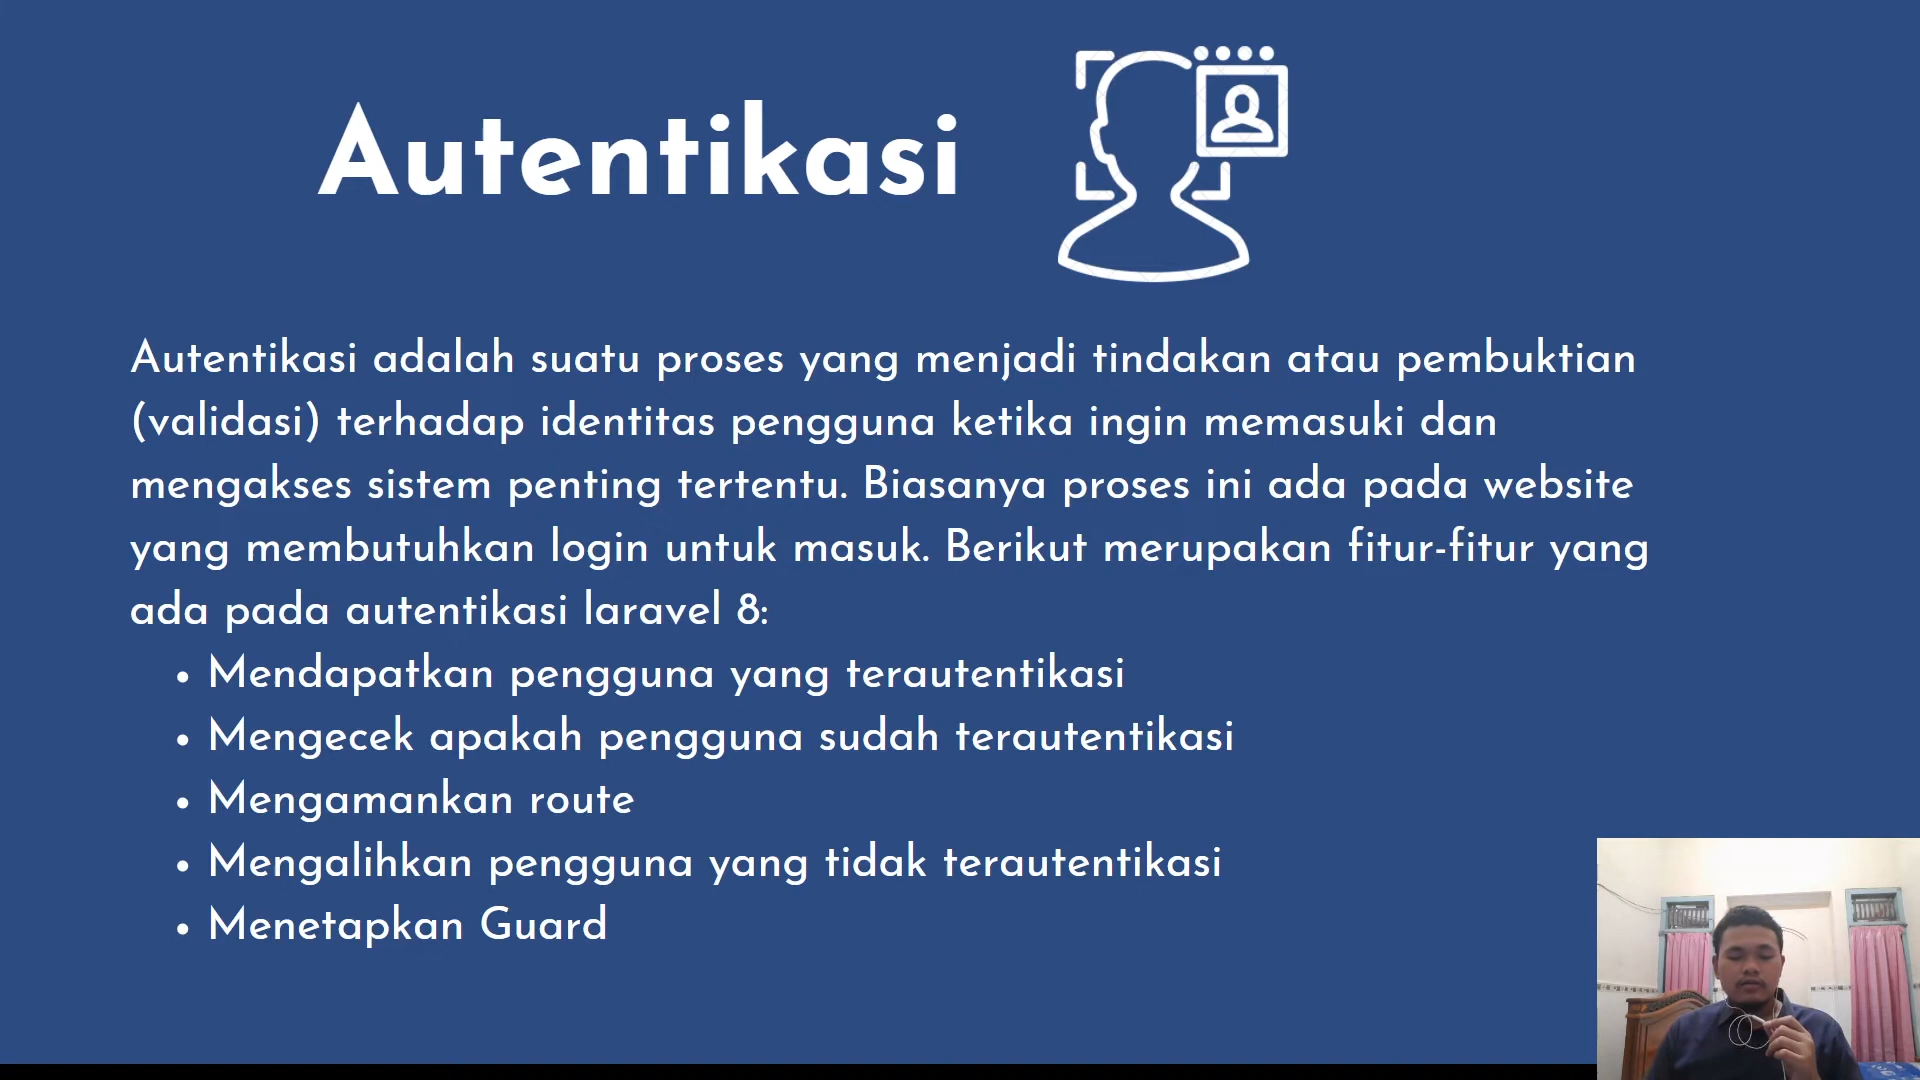 Autentikasi
Autentikasi adalah suatu proses yang menjadi tindakan atau pembuktian
(validasi) terhadap identitas pengguna ketika ingin memasuki dan
mengakses sistem penting tertentu. Biasanya proses ini ada pada website
yang membutuhkan login untuk masuk. Berikut merupakan fitur-fitur yang
ada pada autentikasi laravel 8:
• Mendapatkan pengguna yang terautentikasi
• Mengecek apakah pengguna sudah terautentikasi
• Mengamankan route
• Mengalihkan pengguna yang tidak terautentikasi
• Menetapkan Guard